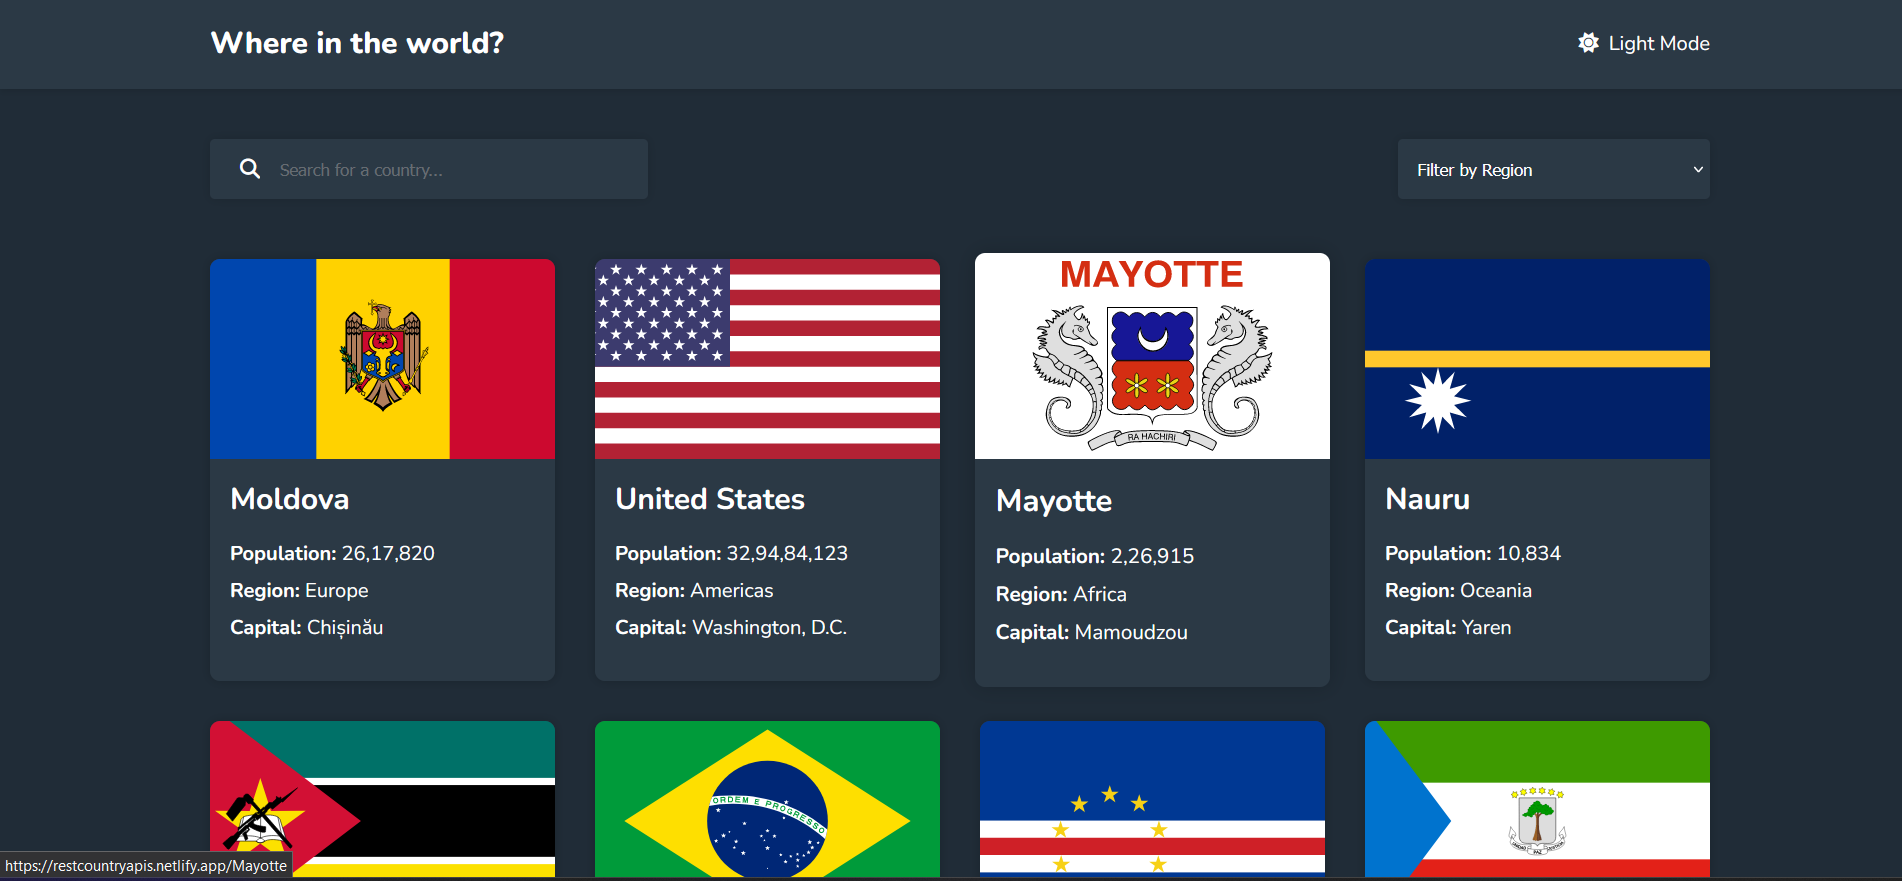 Where in the world?
Light Mode
Search for a country...
Filter by Region
MAYOTTE
RA HACHIRI
Moldova
Population: 26,17,820
Region: Europe
Capital: Chișinău
United States
Population: 32,94,84,123
Region: Americas
Capital: Washington, D.C.
Mayotte
Population: 2,26,915
Region: Africa
Capital: Mamoudzou
Nauru
Population: 10,834
Region: Oceania
Capital: Yaren
ORDEM E PROGRESSO
https://restcountryapis.netlify.app/Mayotte